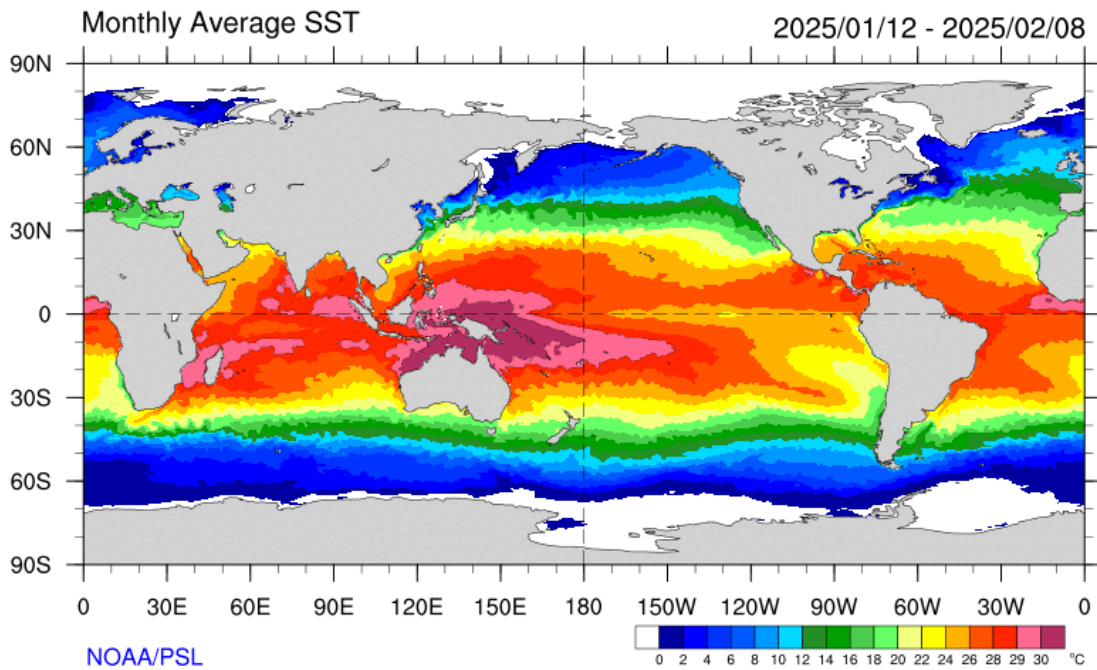 Monthly Average SST
2025/01/12 - 2025/02/08
90N
60N
30N
0
30S
60S
90S
0 30E 60E 90E 120E 150E 180 150W 120W 90W 60W 30W 0
0 2 4 6 8 10 12 14 16 18 20 22 24 26 28 29 30 °C
NOAA/PSL